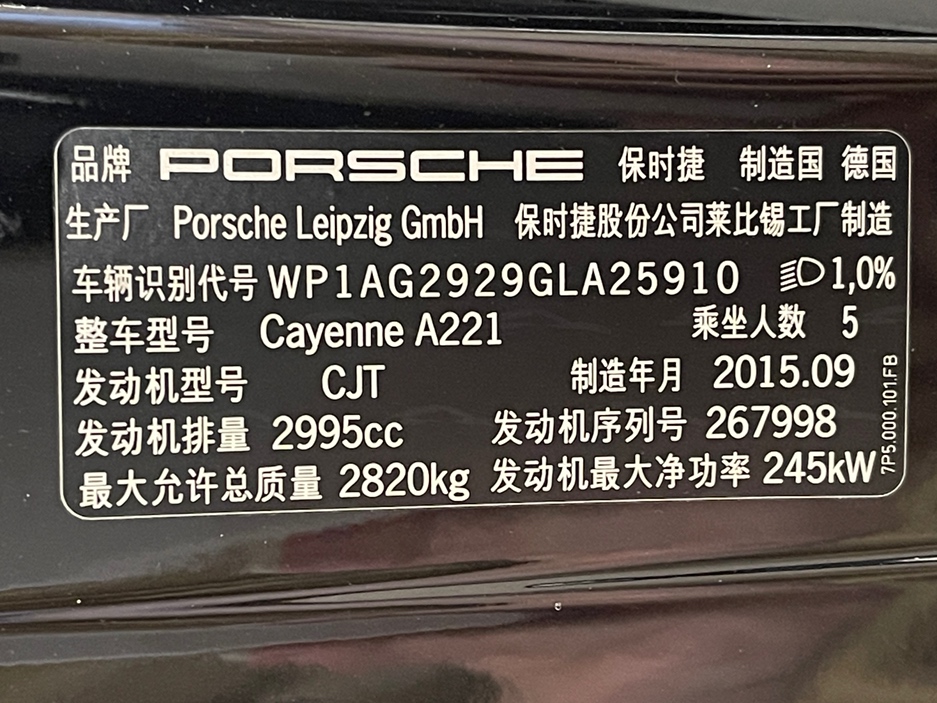 品牌 PORSCHE 保时捷 制造国 德国
生产厂 Porsche Leipzig GmbH 保时捷股份公司莱比锡工厂制造
车辆识别代号 WP1AG2929GLA25910 1,0%
整车型号 Cayenne A221 乘坐人数 5
发动机型号 CJT 制造年月 2015.09
发动机排量 2995cc 发动机序列号 267998
最大允许总质量 2820kg 发动机最大净功率 245kW
7P5.000.101.FB